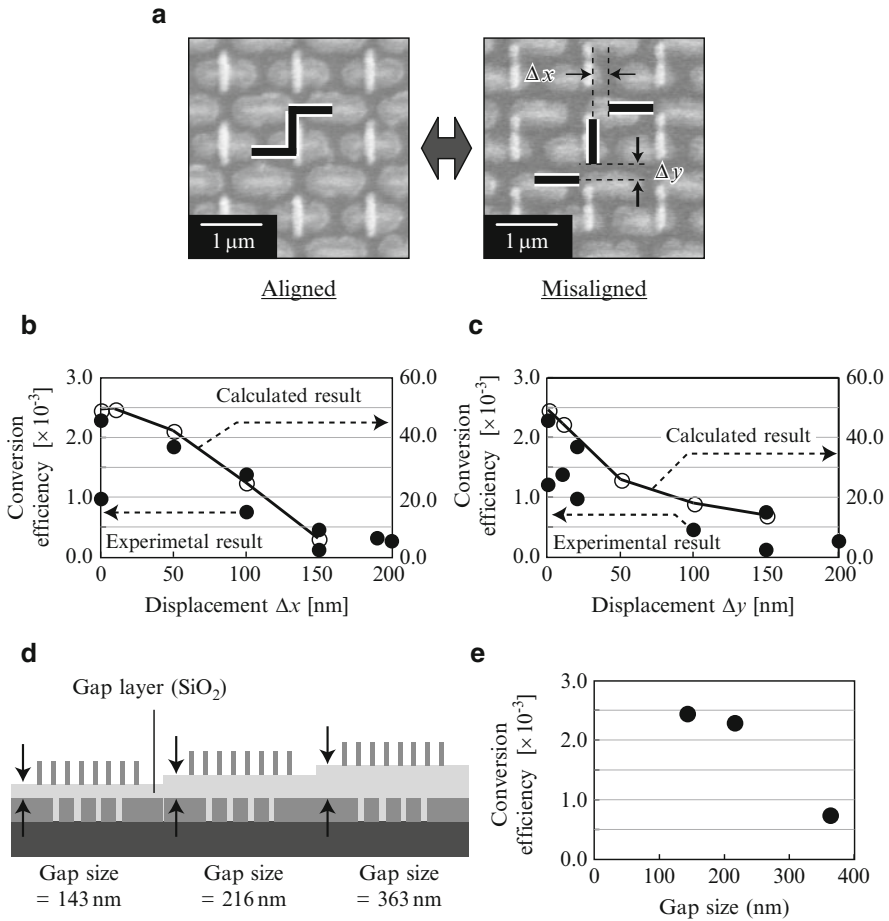 a
Δx
Δy
1 μm
1 μm
Aligned
Misaligned
b
Conversion
efficiency [×10⁻³]
3.0
2.0
1.0
0.0
60.0
40.0
20.0
0.0
Calculated result
Experimetal result
0
50
100
150
200
Displacement Δx [nm]
c
Conversion
efficiency [×10⁻³]
3.0
2.0
1.0
0.0
60.0
40.0
20.0
0.0
Calculated result
Experimental result
0
50
100
150
200
Displacement Δy [nm]
d
Gap layer (SiO₂)
Gap size
= 143 nm
Gap size
= 216 nm
Gap size
= 363 nm
e
Conversion
efficiency [×10⁻³]
3.0
2.0
1.0
0.0
0
100
200
300
400
Gap size (nm)